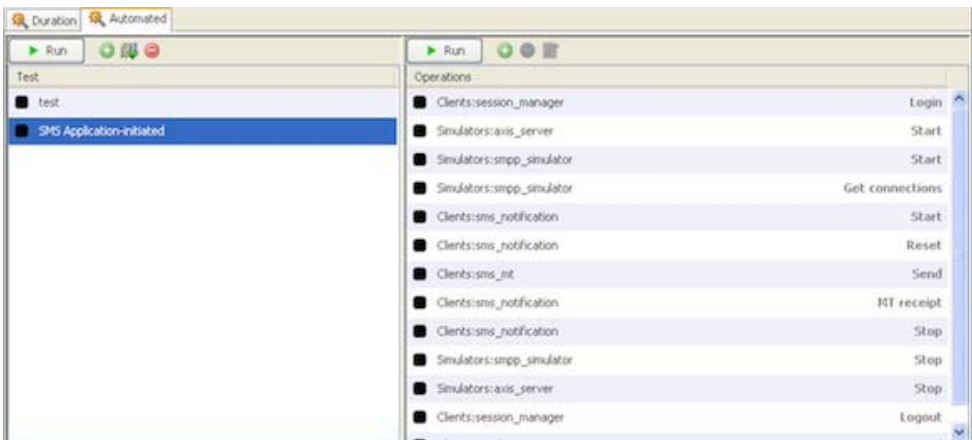 Duration Automated
Run Run
Test Operations
test Clients:session_manager Login
SMS Application-initiated Simulators:axis_server Start
Simulators:smpp_simulator Start
Simulators:smpp_simulator Get connections
Clients:sms_notification Start
Clients:sms_notification Reset
Clients:sms_mt Send
Clients:sms_notification MT receipt
Clients:sms_notification Stop
Simulators:smpp_simulator Stop
Simulators:axis_server Stop
Clients:session_manager Logout